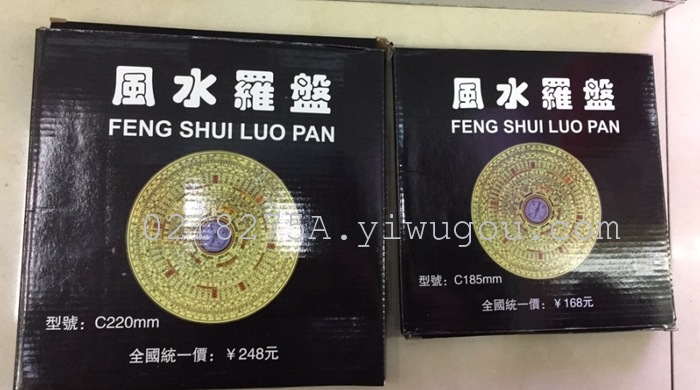 風水羅盤
FENG SHUI LUO PAN
型號：C220mm
全國統一價：￥248元
風水羅盤
FENG SHUI LUO PAN
型號：C185mm
全國統一價：￥168元
.yiwugou.com